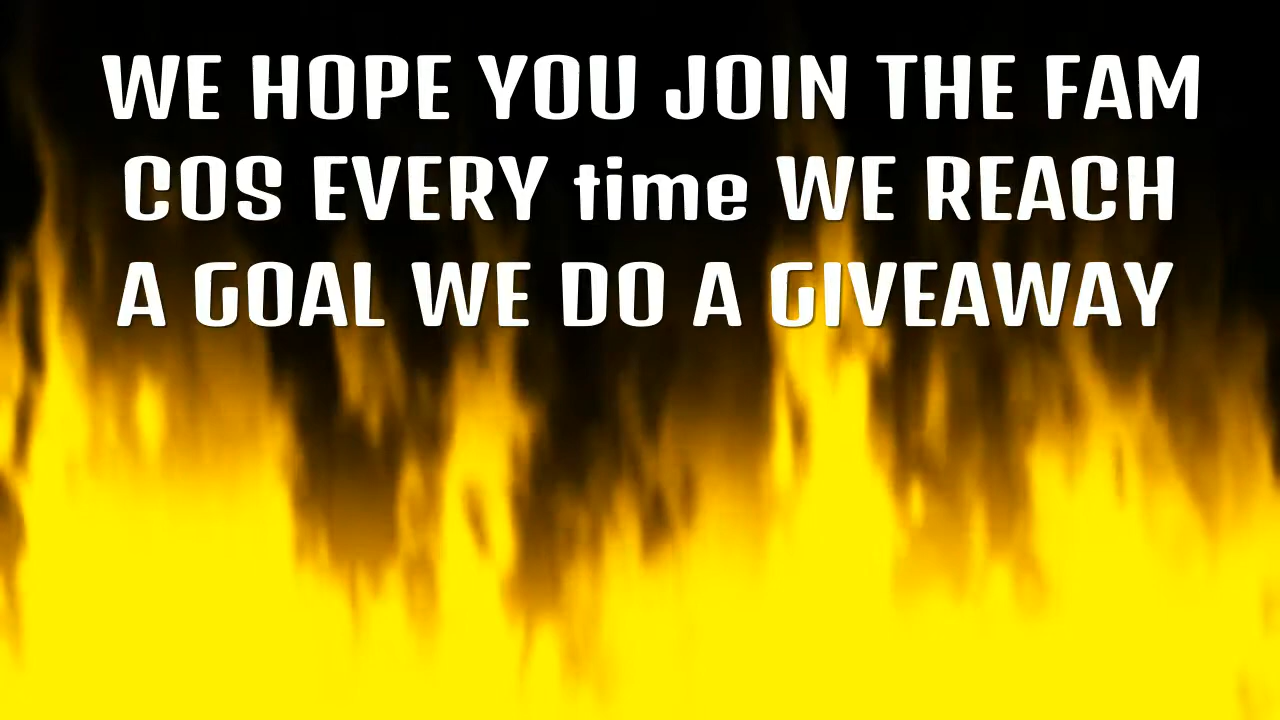 WE HOPE YOU JOIN THE FAM
COS EVERY time WE REACH
A GOAL WE DO A GIVEAWAY